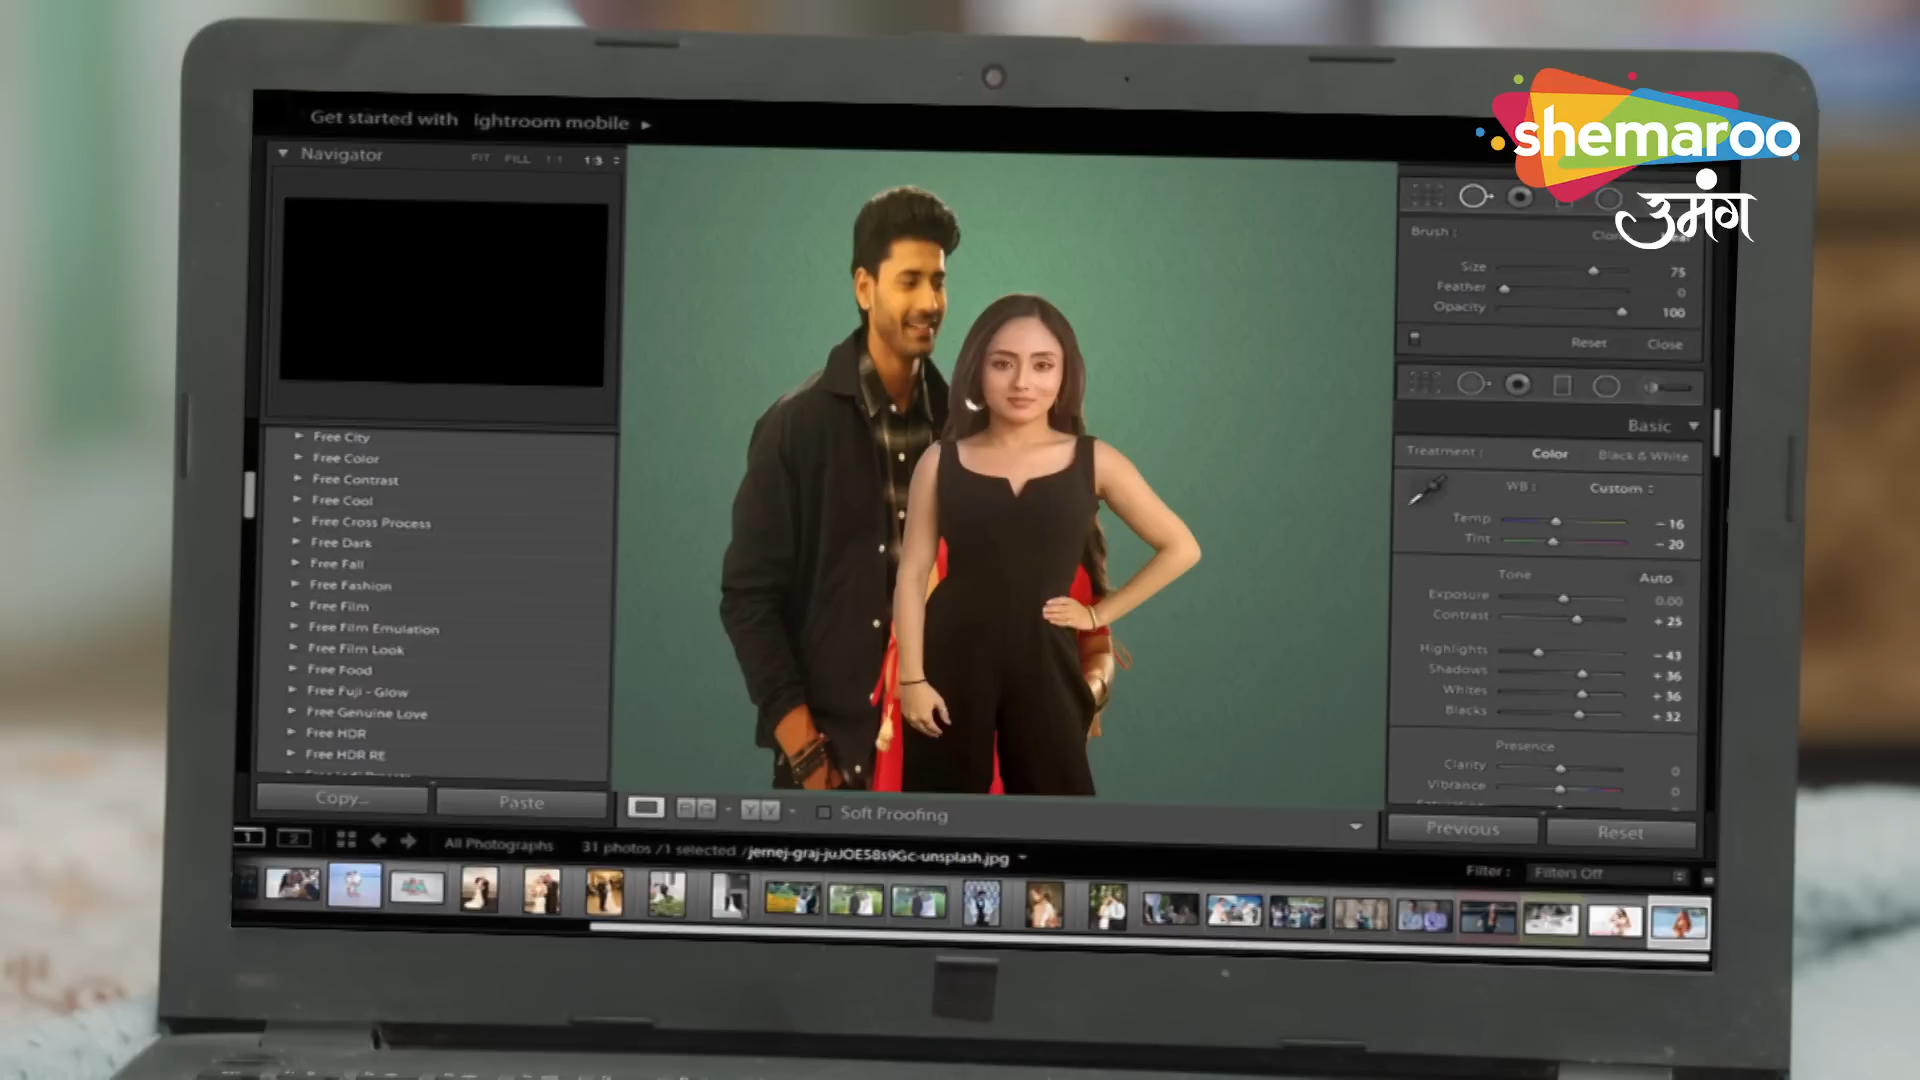 shemaroo
उमंग
Get started with lightroom mobile
Navigator FIT FILL 1:1 1:3
Free City
Free Color
Free Contrast
Free Cool
Free Cross Process
Free Dark
Free Fall
Free Fashion
Free Film
Free Film Emulation
Free Film Look
Free Food
Free Fuji - Glow
Free Genuine Love
Free HDR
Free HDR RE
Copy... Paste
Soft Proofing
Brush :
Size 75
Feather 0
Opacity 100
Reset Close
Basic
Treatment : Color Black & White
WB : Custom
Temp - 16
Tint - 20
Tone Auto
Exposure 0.00
Contrast + 25
Highlights - 43
Shadows + 36
Whites + 36
Blacks + 32
Presence
Clarity 0
Vibrance 0
Previous Reset
1 2 All Photographs 31 photos /1 selected /jernej-graj-juJOES8s9Gc-unsplash.jpg
Filter : Filters Off